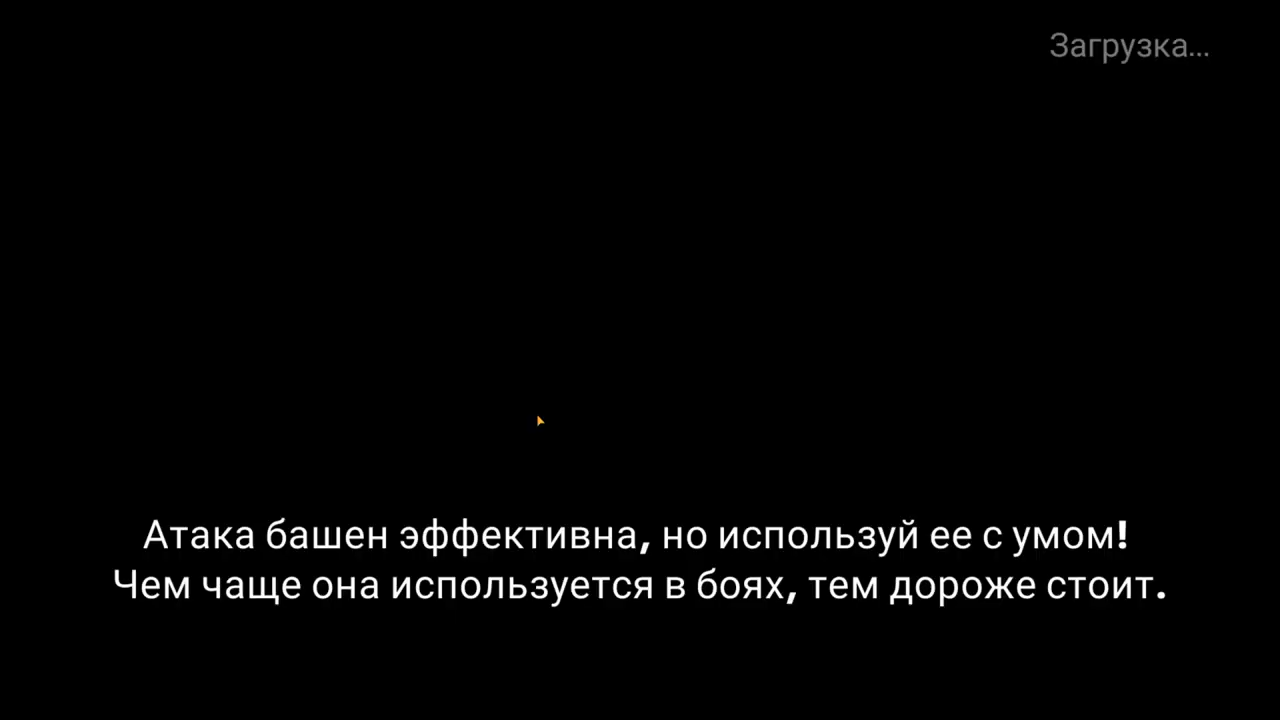 Загрузка...
Атака башен эффективна, но используй ее с умом!
Чем чаще она используется в боях, тем дороже стоит.